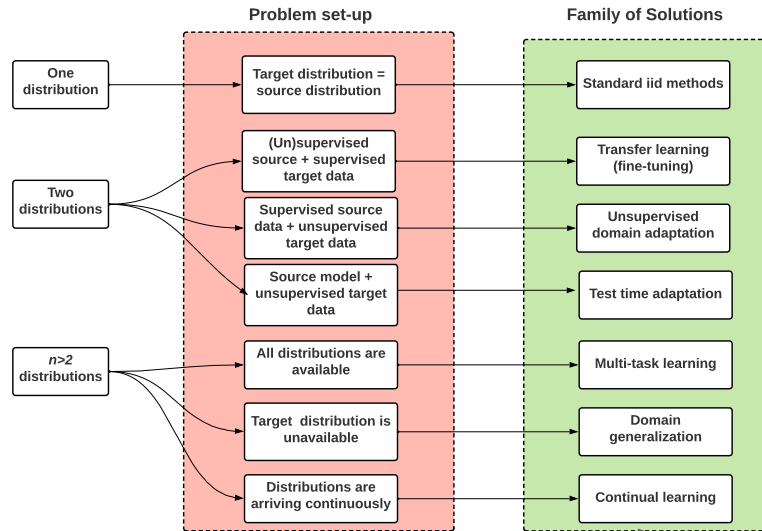 Problem set-up
Family of Solutions
One
distribution
Target distribution =
source distribution
Standard iid methods
Two
distributions
(Un)supervised
source + supervised
target data
Transfer learning
(fine-tuning)
Supervised source
data + unsupervised
target data
Unsupervised
domain adaptation
Source model +
unsupervised target
data
Test time adaptation
n>2
distributions
All distributions are
available
Multi-task learning
Target distribution is
unavailable
Domain
generalization
Distributions are
arriving continuously
Continual learning